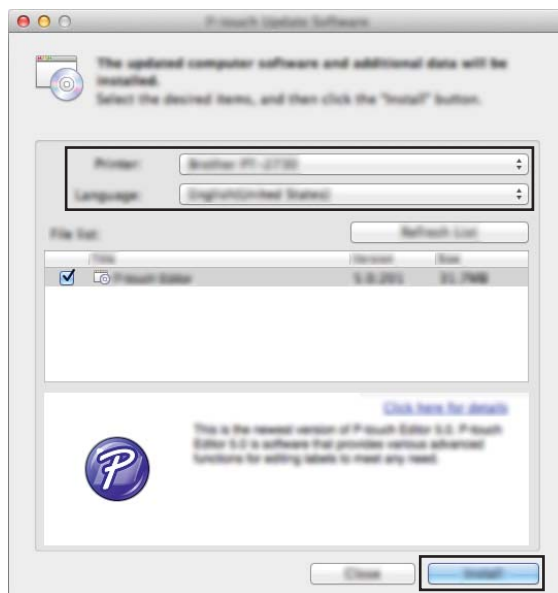 P-touch Update Software
The updated computer software and additional data will be
installed.
Select the desired items, and then click the "Install" button.
Printer: Brother PT-2730
Language: English(United States)
File list: Refresh List
Title Version Size
P-touch Editor 5.0.201 31.7MB
Click here for details
This is the newest version of P-touch Editor 5.0. P-touch
Editor 5.0 is software that provides various advanced
functions for editing labels to meet any need.
P
Close Install